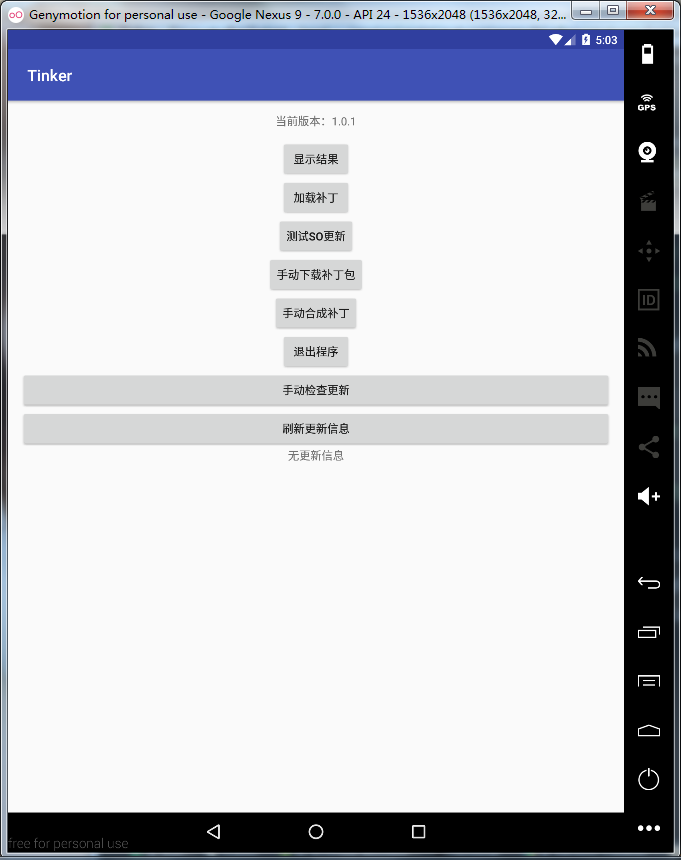 Genymotion for personal use - Google Nexus 9 - 7.0.0 - API 24 - 1536x2048 (1536x2048, 32...
5:03
Tinker
GPS
当前版本：1.0.1
显示结果
加载补丁
测试SO更新
手动下载补丁包
手动合成补丁
ID
退出程序
手动检查更新
刷新更新信息
无更新信息
free for personal use